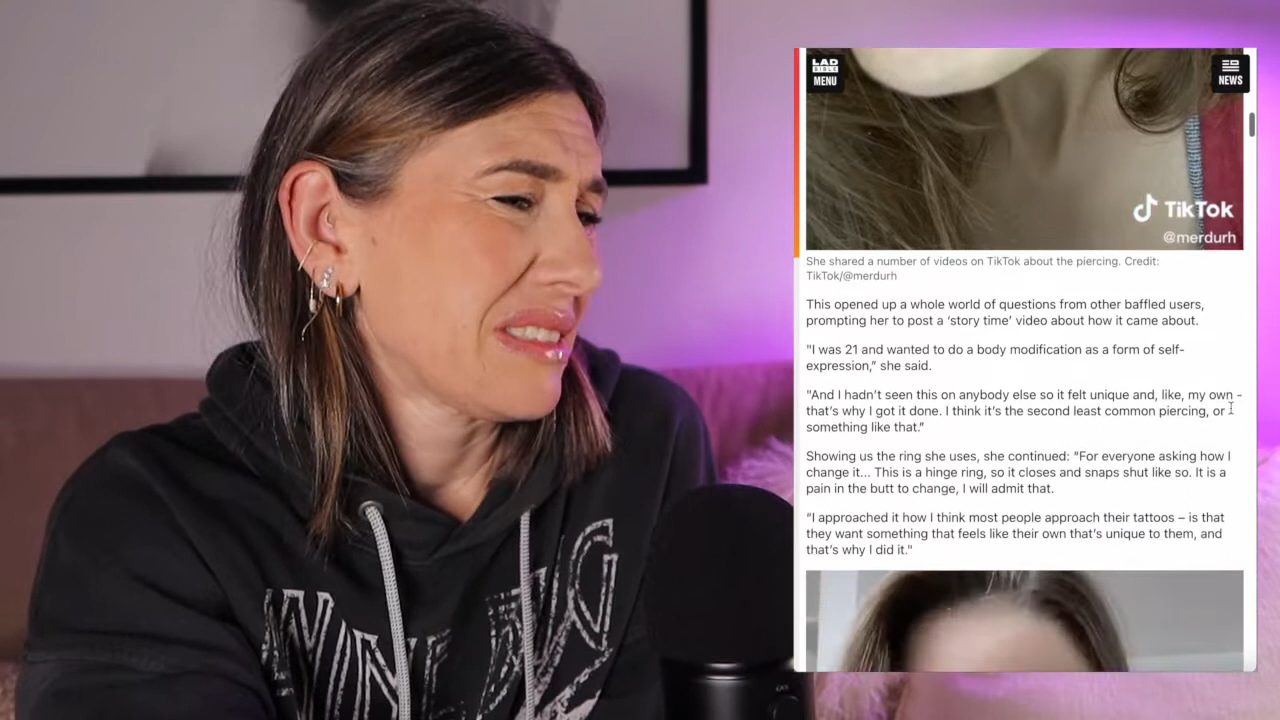 LAD
BIBLE
MENU
NEWS
TikTok
@merdurh
She shared a number of videos on TikTok about the piercing. Credit:
TikTok/@merdurh
This opened up a whole world of questions from other baffled users,
prompting her to post a ‘story time’ video about how it came about.
"I was 21 and wanted to do a body modification as a form of self-
expression,” she said.
"And I hadn’t seen this on anybody else so it felt unique and, like, my own -
that’s why I got it done. I think it’s the second least common piercing, or
something like that.”
Showing us the ring she uses, she continued: “For everyone asking how I
change it... This is a hinge ring, so it closes and snaps shut like so. It is a
pain in the butt to change, I will admit that.
“I approached it how I think most people approach their tattoos – is that
they want something that feels like their own that’s unique to them, and
that’s why I did it."